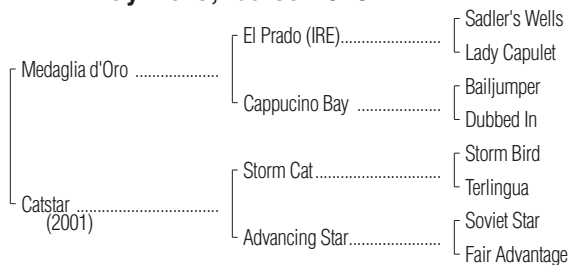 Sadler's Wells
El Prado (IRE)....................
Lady Capulet
Medaglia d'Oro .................
Bailjumper
Cappucino Bay .................
Dubbed In
Storm Bird
Storm Cat.........................
Terlingua
Catstar .............................
(2001)
Soviet Star
Advancing Star..................
Fair Advantage